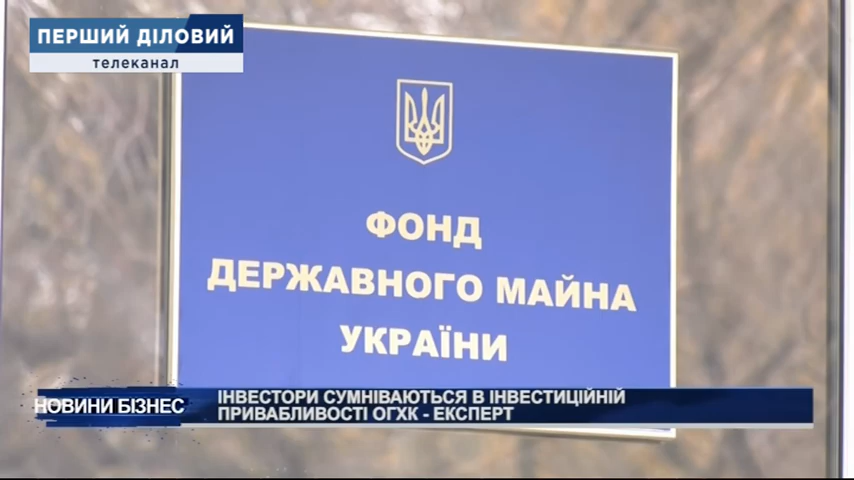 ПЕРШИЙ ДІЛОВИЙ
телеканал
ФОНД
ДЕРЖАВНОГО МАЙНА
УКРАЇНИ
НОВИНИ БІЗНЕС
ІНВЕСТОРИ СУМНІВАЮТЬСЯ В ІНВЕСТИЦІЙНІЙ
ПРИВАБЛИВОСТІ ОГХК - ЕКСПЕРТ